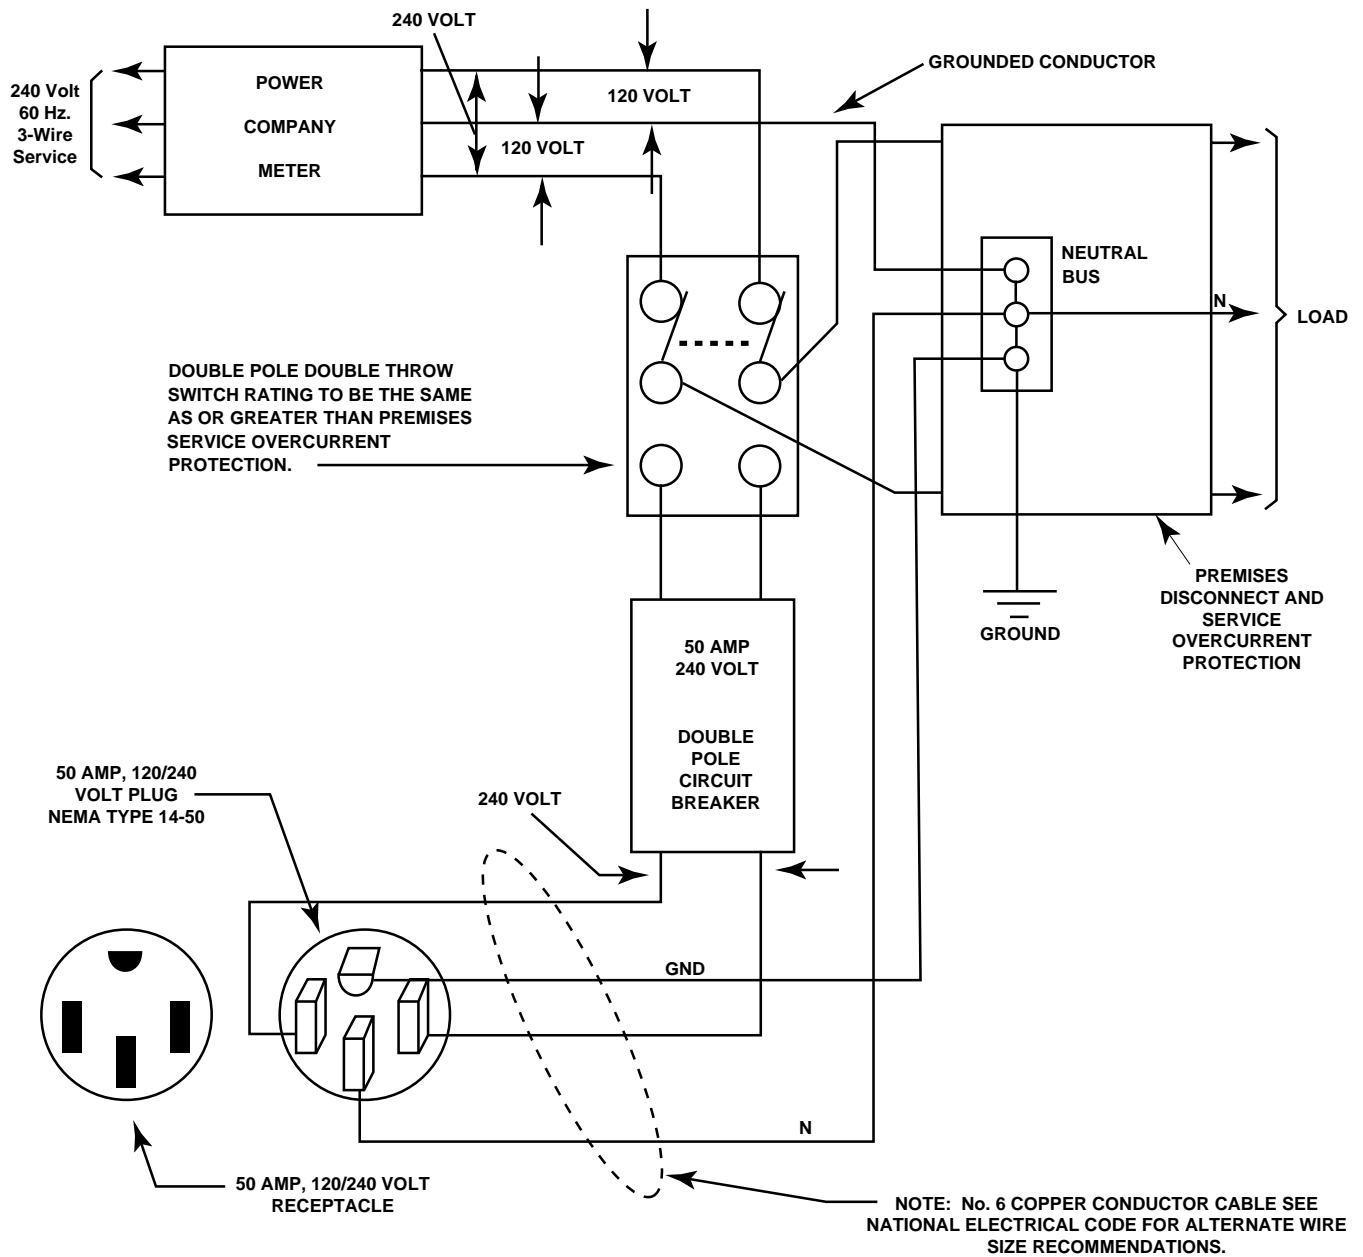 240 VOLT
GROUNDED CONDUCTOR
240 Volt
60 Hz.
3-Wire
Service
POWER
COMPANY
METER
120 VOLT
120 VOLT
NEUTRAL
BUS
N
LOAD
DOUBLE POLE DOUBLE THROW
SWITCH RATING TO BE THE SAME
AS OR GREATER THAN PREMISES
SERVICE OVERCURRENT
PROTECTION.
PREMISES
DISCONNECT AND
SERVICE
OVERCURRENT
PROTECTION
GROUND
50 AMP
240 VOLT
DOUBLE
POLE
CIRCUIT
BREAKER
50 AMP, 120/240
VOLT PLUG
NEMA TYPE 14-50
240 VOLT
GND
N
50 AMP, 120/240 VOLT
RECEPTACLE
NOTE: No. 6 COPPER CONDUCTOR CABLE SEE
NATIONAL ELECTRICAL CODE FOR ALTERNATE WIRE
SIZE RECOMMENDATIONS.